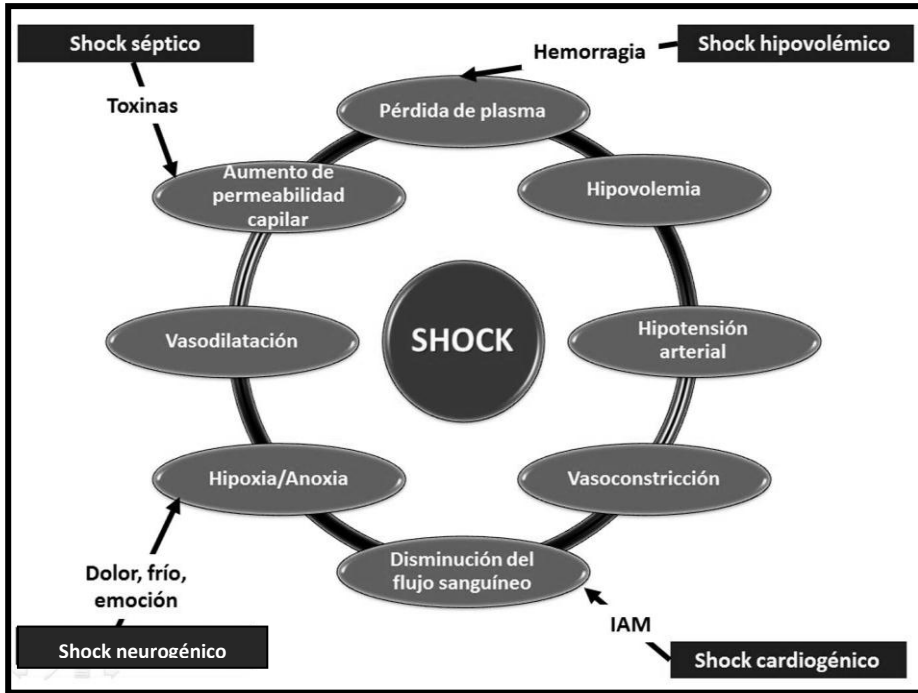 Shock séptico
Hemorragia
Shock hipovolémico
Toxinas
Pérdida de plasma
Aumento de
permeabilidad
capilar
Hipovolemia
Vasodilatación
SHOCK
Hipotensión
arterial
Hipoxia/Anoxia
Vasoconstricción
Disminución del
flujo sanguíneo
Dolor, frío,
emoción
IAM
Shock neurogénico
Shock cardiogénico